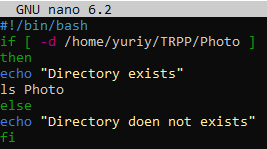 GNU nano 6.2
#!/bin/bash
if [ -d /home/yuriy/TRPP/Photo ]
then
echo "Directory exists"
ls Photo
else
echo "Directory doen not exists"
fi